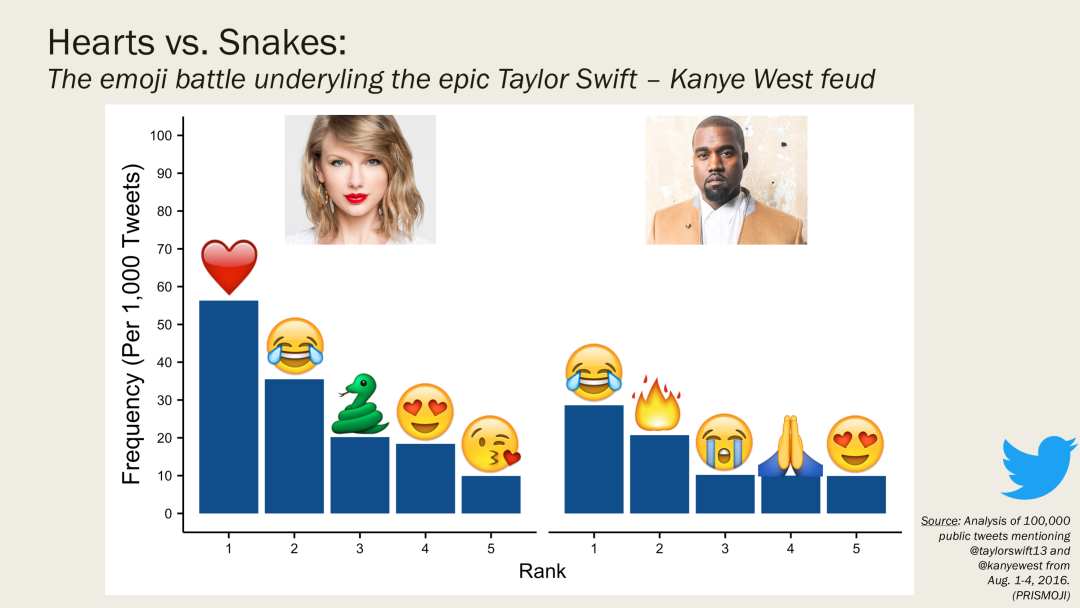 Hearts vs. Snakes:
The emoji battle underyling the epic Taylor Swift – Kanye West feud
Frequency (Per 1,000 Tweets)
100
90
80
70
60
50
40
30
20
10
0
1 2 3 4 5 1 2 3 4 5
Rank
Source: Analysis of 100,000
public tweets mentioning
@taylorswift13 and
@kanyewest from
Aug. 1-4, 2016.
(PRISMOJI)